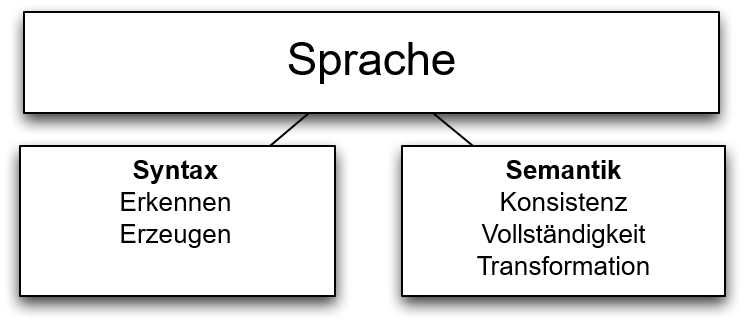 Sprache
Syntax
Erkennen
Erzeugen
Semantik
Konsistenz
Vollständigkeit
Transformation